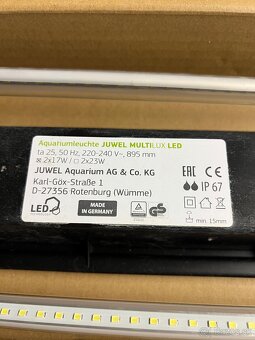 Aquariumleuchte JUWEL MULTILUX LED
ta 25, 50 Hz, 220-240 V~, 895 mm
☒ 2x17W / □ 2x23W
JUWEL Aquarium AG & Co. KG
Karl-Göx-Straße 1
D-27356 Rotenburg (Wümme)
EAC CE
IP 67
LED
MADE IN GERMANY
min. 15mm